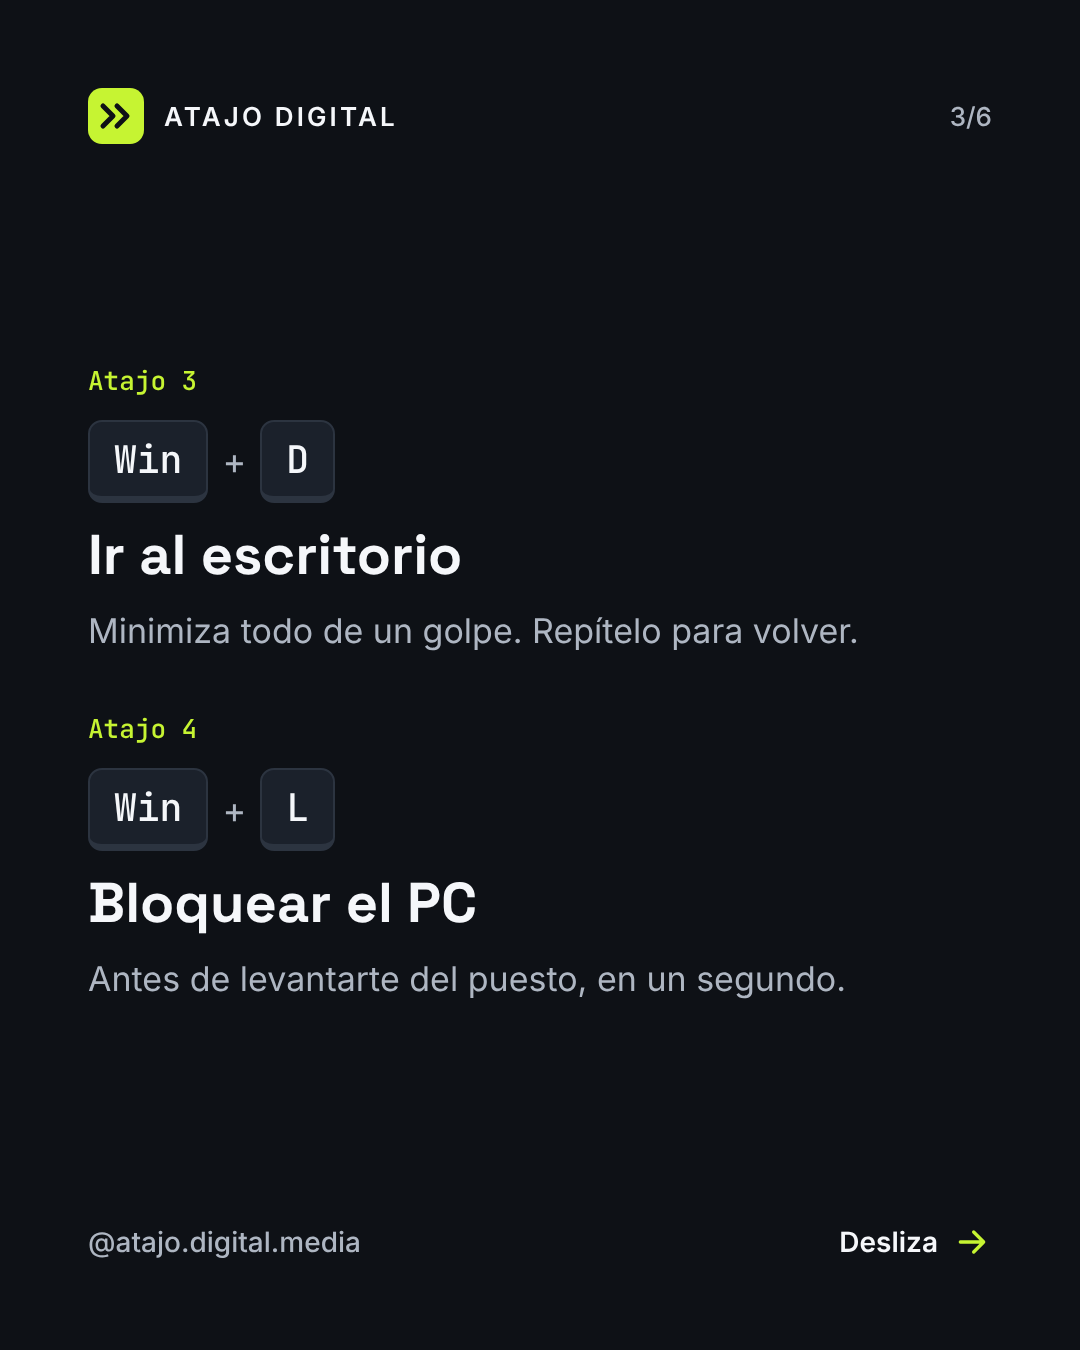 ATAJO DIGITAL
3/6
Atajo 3
Win + D
Ir al escritorio
Minimiza todo de un golpe. Repítelo para volver.
Atajo 4
Win + L
Bloquear el PC
Antes de levantarte del puesto, en un segundo.
@atajo.digital.media
Desliza →